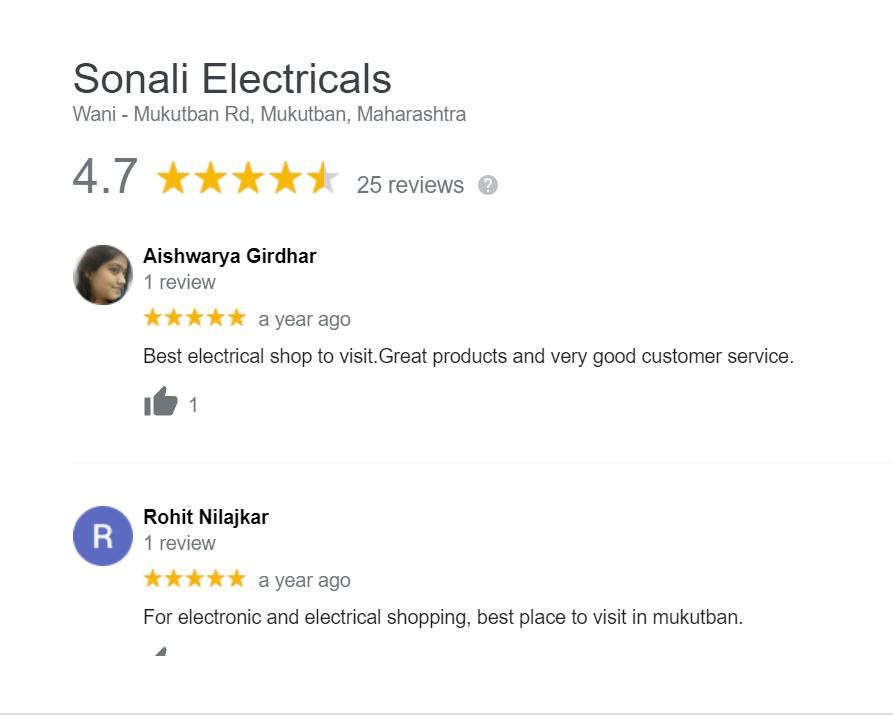 Sonali Electricals
Wani - Mukutban Rd, Mukutban, Maharashtra
4.7 25 reviews ?
Aishwarya Girdhar
1 review
a year ago
Best electrical shop to visit.Great products and very good customer service.
1
R
Rohit Nilajkar
1 review
a year ago
For electronic and electrical shopping, best place to visit in mukutban.